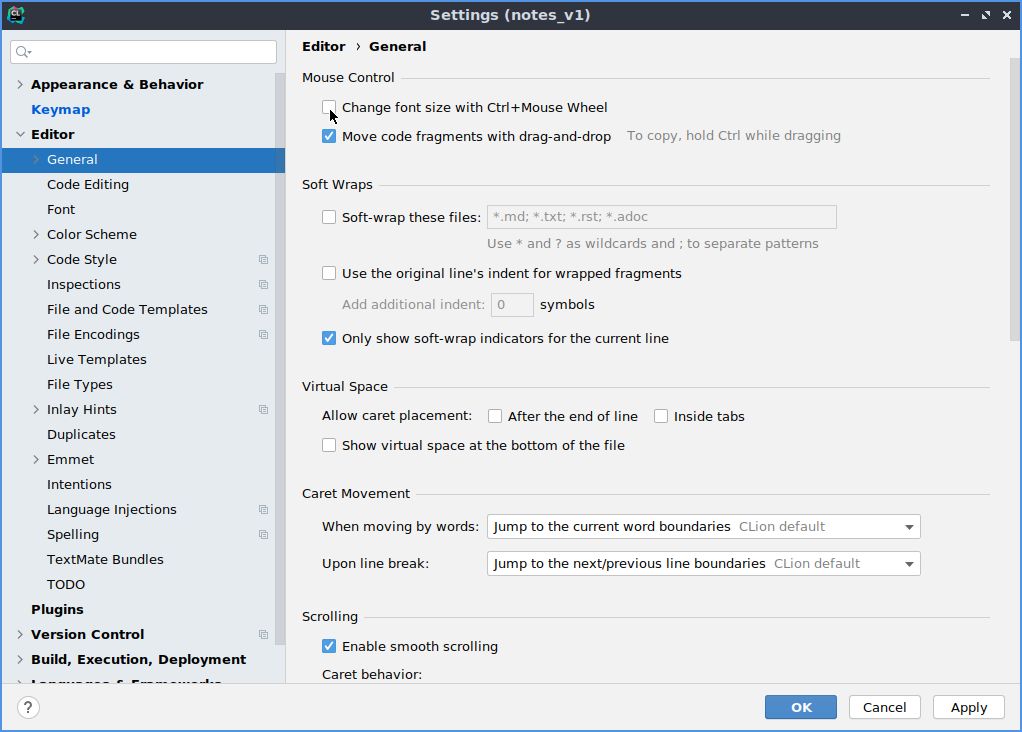 Settings (notes_v1)
Appearance & Behavior
Keymap
Editor
General
Code Editing
Font
Color Scheme
Code Style
Inspections
File and Code Templates
File Encodings
Live Templates
File Types
Inlay Hints
Duplicates
Emmet
Intentions
Language Injections
Spelling
TextMate Bundles
TODO
Plugins
Version Control
Build, Execution, Deployment
Languages & Frameworks
Editor › General
Mouse Control
Change font size with Ctrl+Mouse Wheel
Move code fragments with drag-and-drop To copy, hold Ctrl while dragging
Soft Wraps
Soft-wrap these files: *.md; *.txt; *.rst; *.adoc
Use * and ? as wildcards and ; to separate patterns
Use the original line's indent for wrapped fragments
Add additional indent: 0 symbols
Only show soft-wrap indicators for the current line
Virtual Space
Allow caret placement: After the end of line Inside tabs
Show virtual space at the bottom of the file
Caret Movement
When moving by words: Jump to the current word boundaries CLion default
Upon line break: Jump to the next/previous line boundaries CLion default
Scrolling
Enable smooth scrolling
Caret behavior:
? OK Cancel Apply